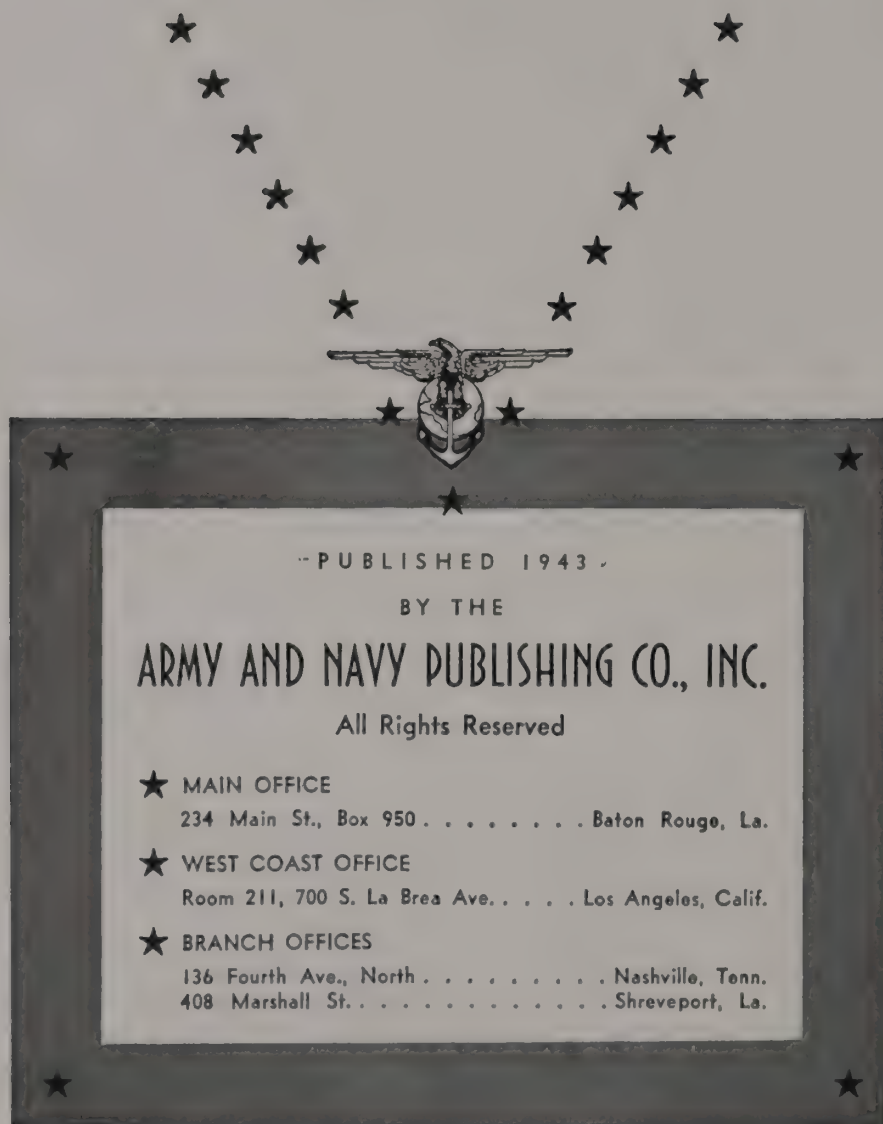 PUBLISHED 1943
BY THE
ARMY AND NAVY PUBLISHING CO., INC.
All Rights Reserved
★ MAIN OFFICE
234 Main St., Box 950 . . . . . . . . Baton Rouge, La.
★ WEST COAST OFFICE
Room 211, 700 S. La Brea Ave. . . . . Los Angeles, Calif.
★ BRANCH OFFICES
136 Fourth Ave., North . . . . . . . . . Nashville, Tenn.
408 Marshall St. . . . . . . . . . . . . . Shreveport, La.